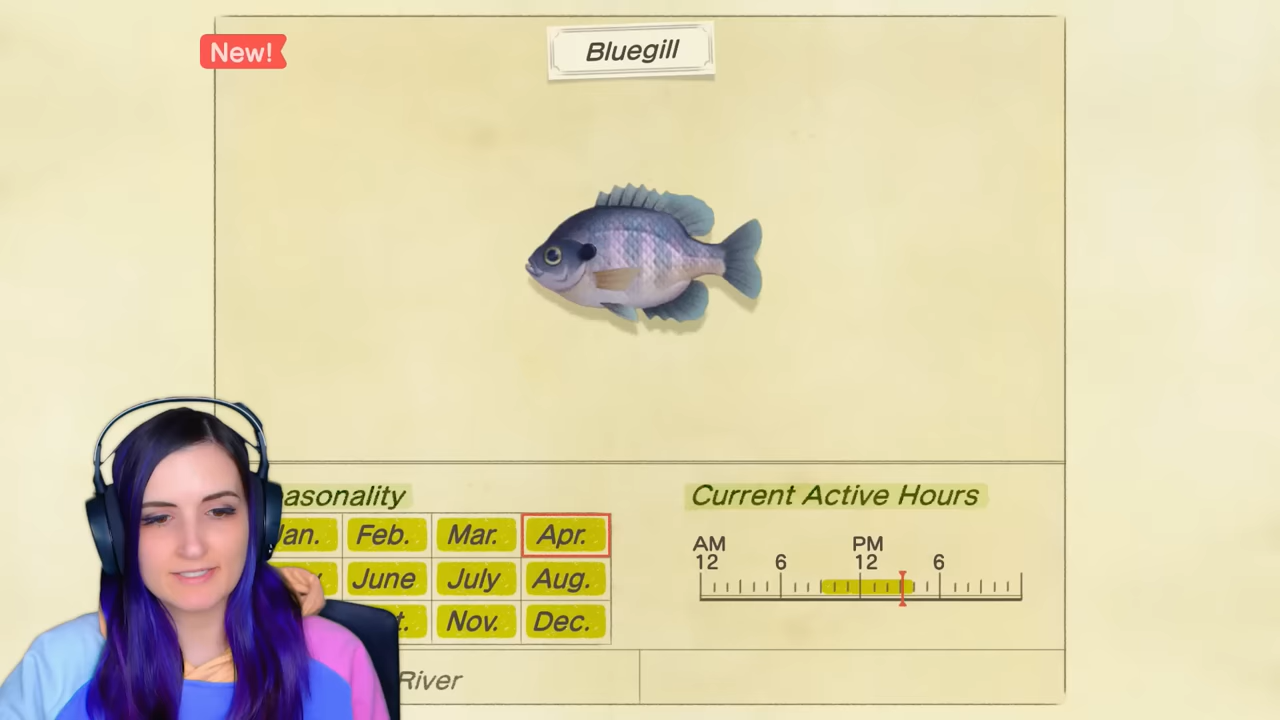 New!
Bluegill
asonality
Current Active Hours
Jan. Feb. Mar. Apr.
June July Aug.
Nov. Dec.
AM PM
12 6 12 6
River